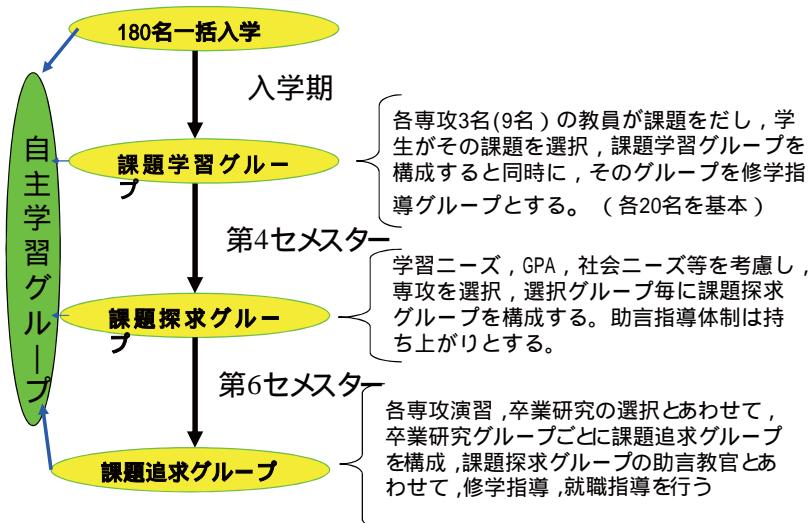 180名一括入学
入学期
各専攻3名(9名)の教員が課題をだし,学
生がその課題を選択,課題学習グループを
構成すると同時に,そのグループを修学指
導グループとする。(各20名を基本)
自主学習グループ
課題学習グルー
プ
第4セメスター
学習ニーズ,GPA,社会ニーズ等を考慮し,
専攻を選択,選択グループ毎に課題探求
グループを構成する。助言指導体制は持
ち上がりとする。
課題探求グルー
プ
第6セメスター
各専攻演習,卒業研究の選択とあわせて,
卒業研究グループごとに課題追求グループ
を構成,課題探求グループの助言教官とあ
わせて,修学指導,就職指導を行う
課題追求グループ